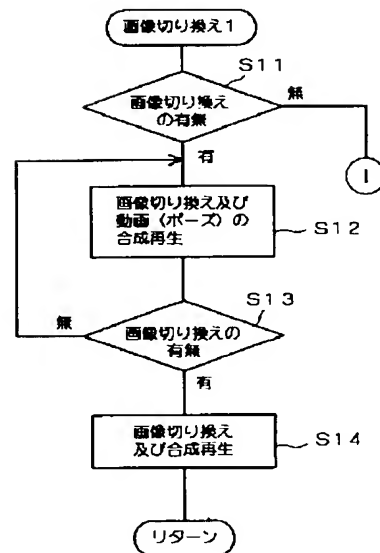 画像切り換え1
S11
画像切り換え
の有無
無
有
1
画像切り換え及び
動画(ポーズ)の
合成再生
S12
S13
無
画像切り換えの
有無
有
画像切り換え
及び合成再生
S14
リターン